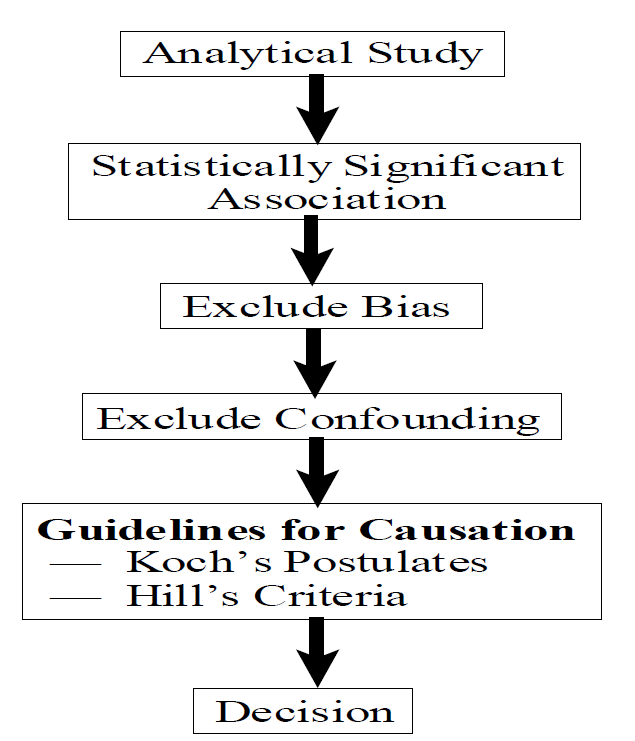 Analytical Study
Statistically Significant
Association
Exclude Bias
Exclude Confounding
Guidelines for Causation
— Koch’s Postulates
— Hill’s Criteria
Decision